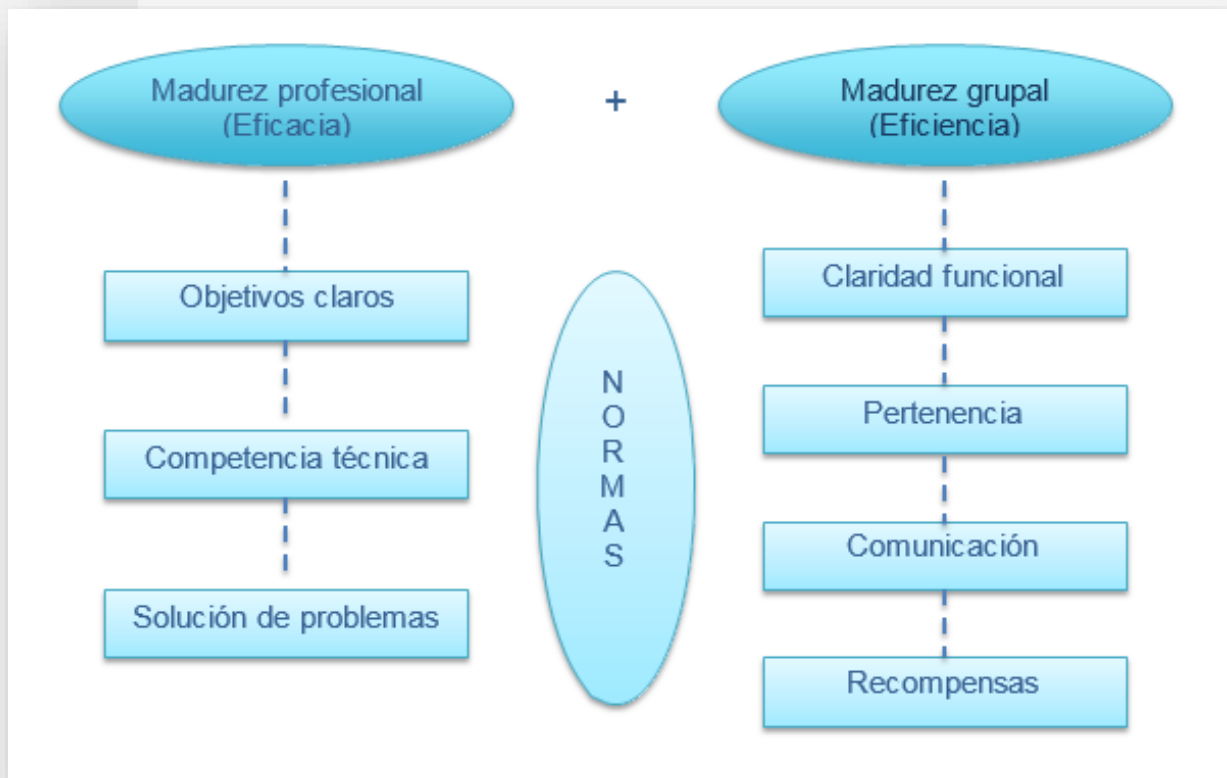 Madurez profesional
(Eficacia)
+
Madurez grupal
(Eficiencia)
Objetivos claros
Competencia técnica
Solución de problemas
N
O
R
M
A
S
Claridad funcional
Pertenencia
Comunicación
Recompensas